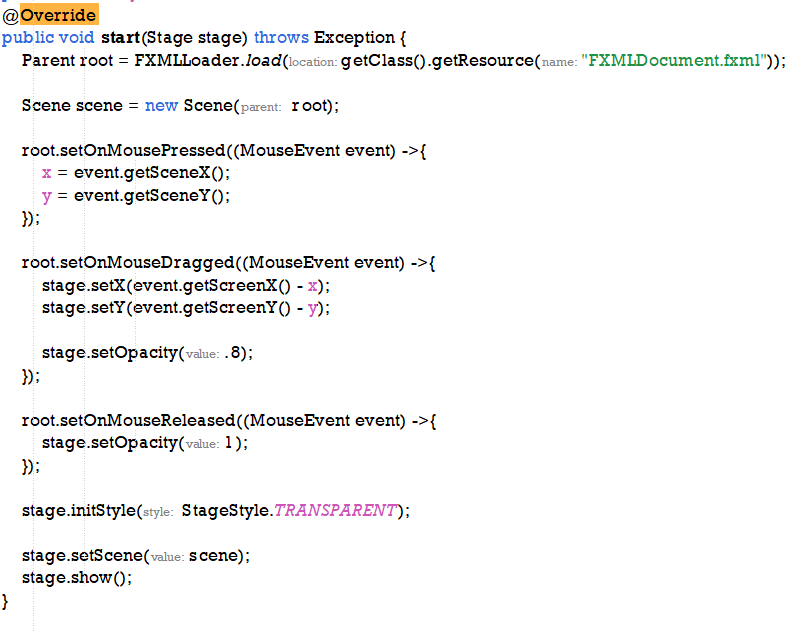 @Override
public void start(Stage stage) throws Exception {
Parent root = FXMLLoader.load(location: getClass().getResource(name: "FXMLDocument.fxml"));
Scene scene = new Scene(parent: root);
root.setOnMousePressed((MouseEvent event) ->{
x = event.getSceneX();
y = event.getSceneY();
});
root.setOnMouseDragged((MouseEvent event) ->{
stage.setX(event.getScreenX() - x);
stage.setY(event.getScreenY() - y);
stage.setOpacity(value: .8);
});
root.setOnMouseReleased((MouseEvent event) ->{
stage.setOpacity(value: 1);
});
stage.initStyle(style: StageStyle.TRANSPARENT);
stage.setScene(value: scene);
stage.show();
}